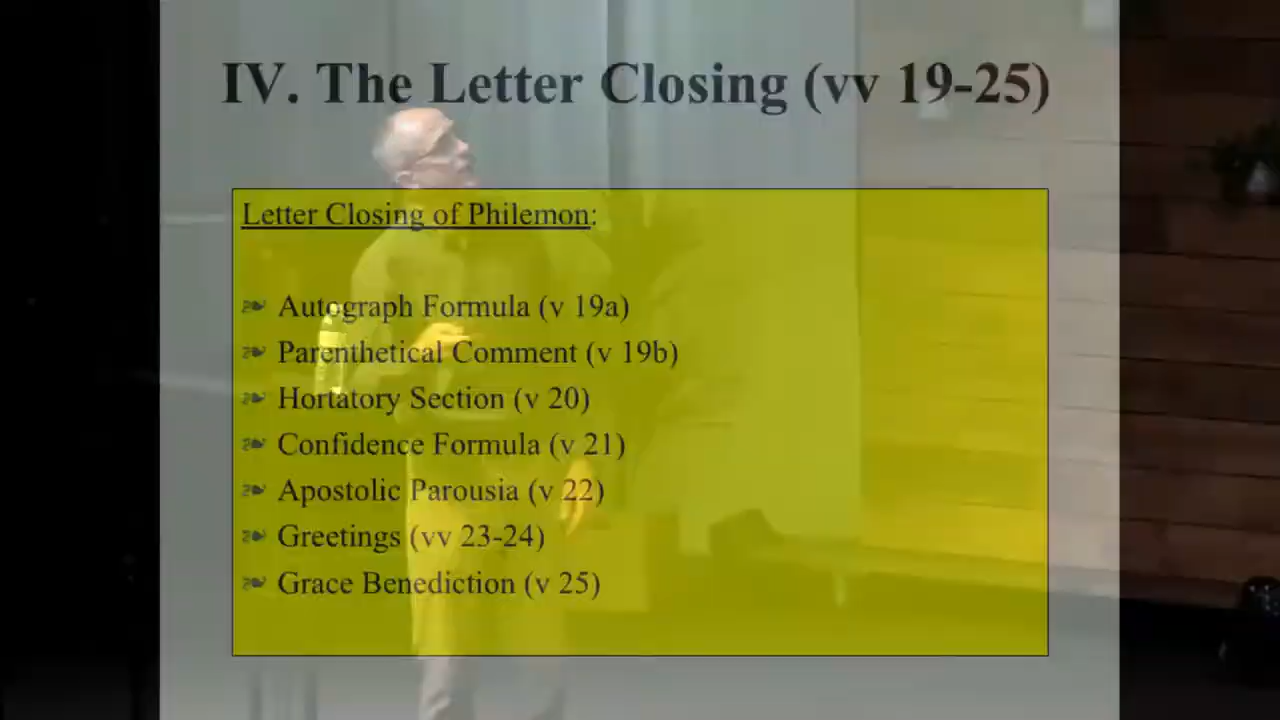 IV. The Letter Closing (vv 19-25)
Letter Closing of Philemon:
Autograph Formula (v 19a)
Parenthetical Comment (v 19b)
Hortatory Section (v 20)
Confidence Formula (v 21)
Apostolic Parousia (v 22)
Greetings (vv 23-24)
Grace Benediction (v 25)